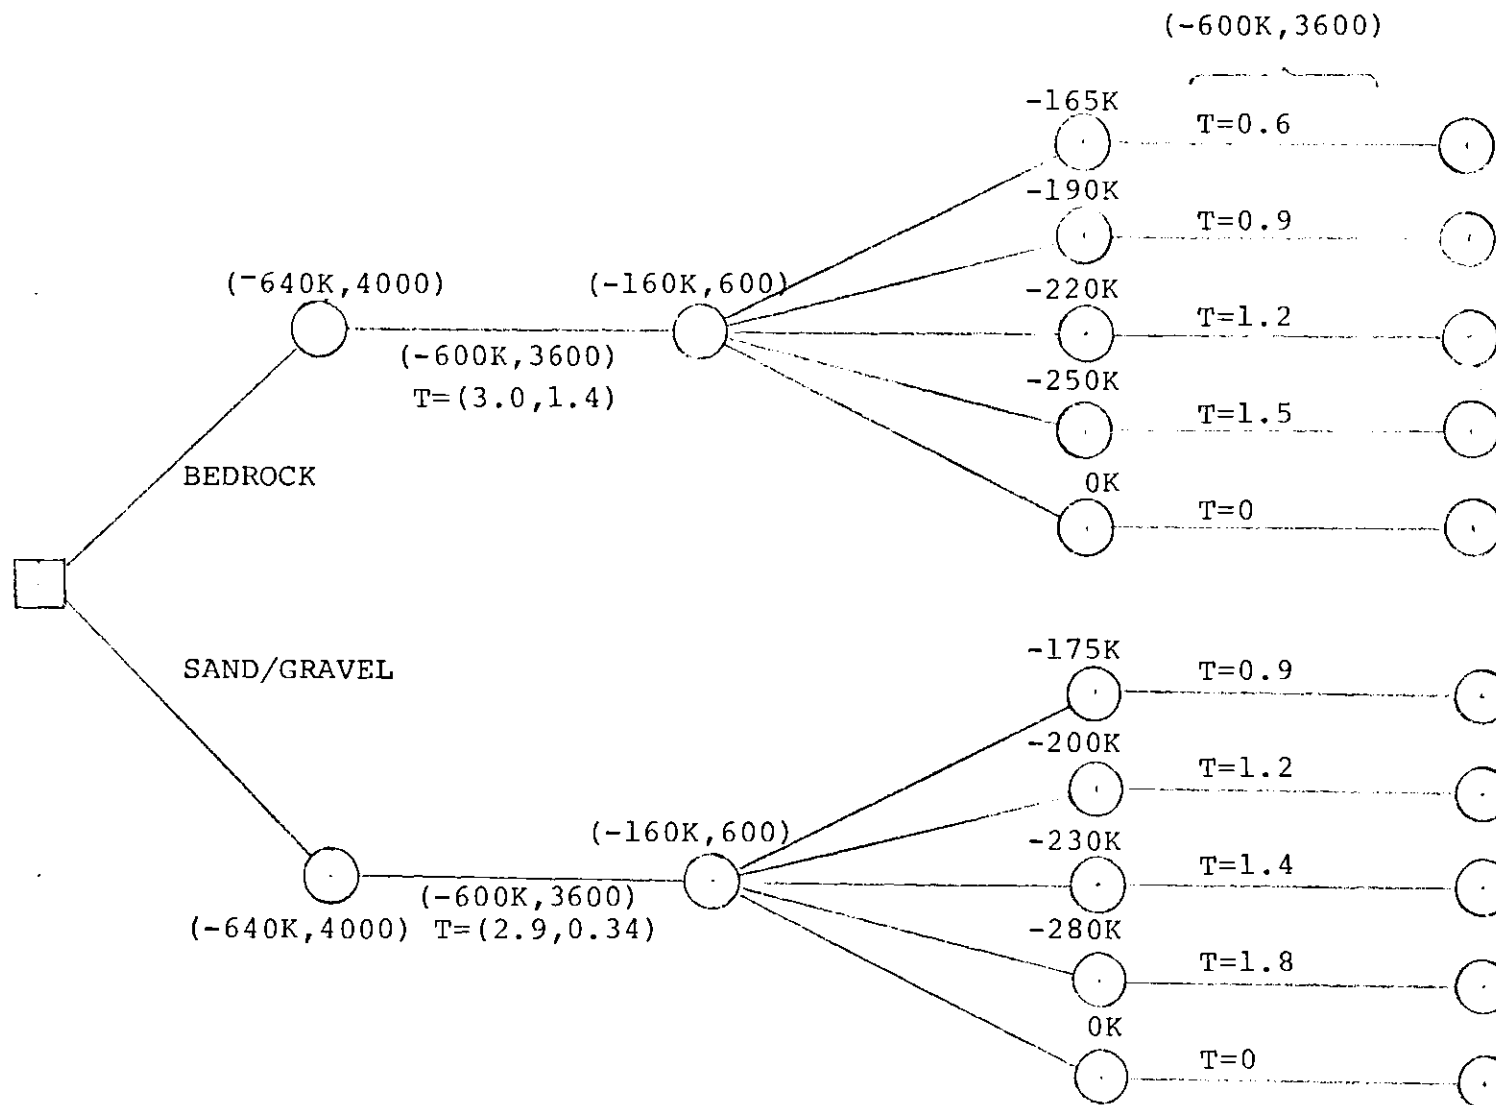 (-600K,3600)
-165K
T=0.6
-190K
T=0.9
(-640K,4000)
(-160K,600)
-220K
T=1.2
(-600K,3600)
T=(3.0,1.4)
-250K
T=1.5
BEDROCK
0K
T=0
SAND/GRAVEL
-175K
T=0.9
-200K
T=1.2
(-160K,600)
-230K
T=1.4
(-600K,3600)
(-640K,4000)
T=(2.9,0.34)
-280K
T=1.8
0K
T=0